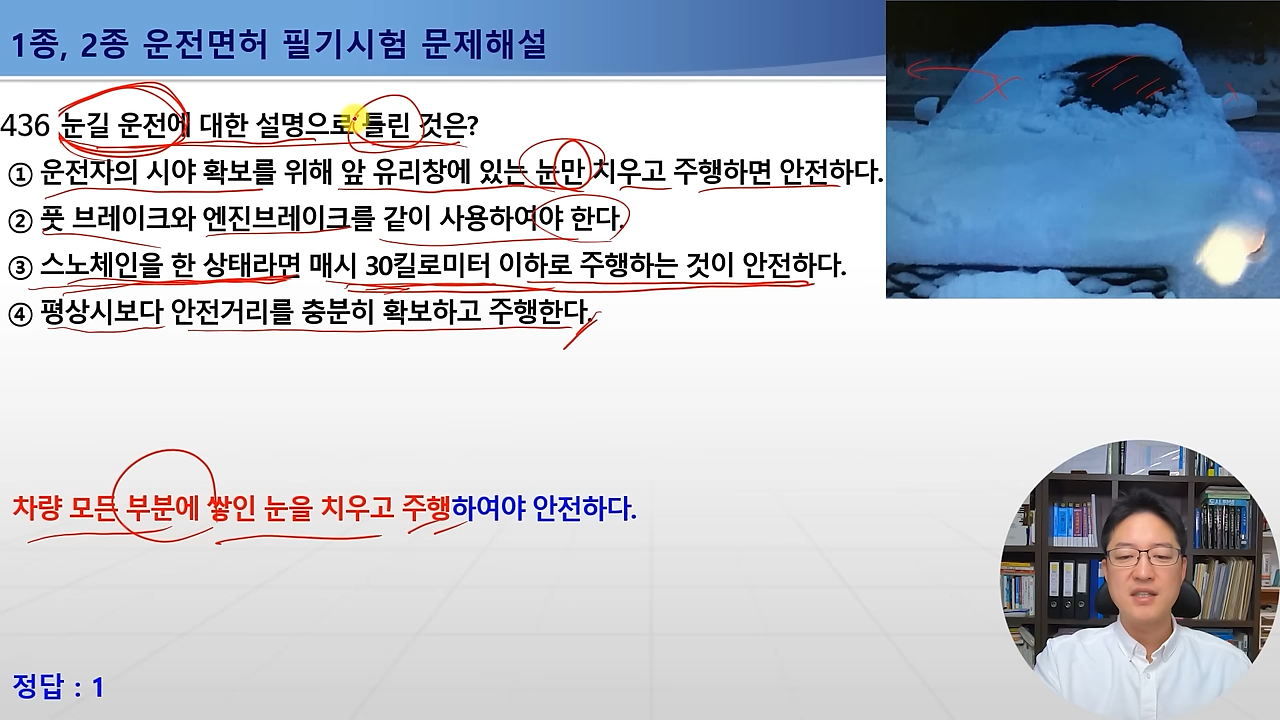 1종, 2종 운전면허 필기시험 문제해설
436 눈길 운전에 대한 설명으로 틀린 것은?
① 운전자의 시야 확보를 위해 앞 유리창에 있는 눈만 치우고 주행하면 안전하다.
② 풋 브레이크와 엔진브레이크를 같이 사용하여야 한다.
③ 스노체인을 한 상태라면 매시 30킬로미터 이하로 주행하는 것이 안전하다.
④ 평상시보다 안전거리를 충분히 확보하고 주행한다.
차량 모든 부분에 쌓인 눈을 치우고 주행하여야 안전하다.
정답 : 1